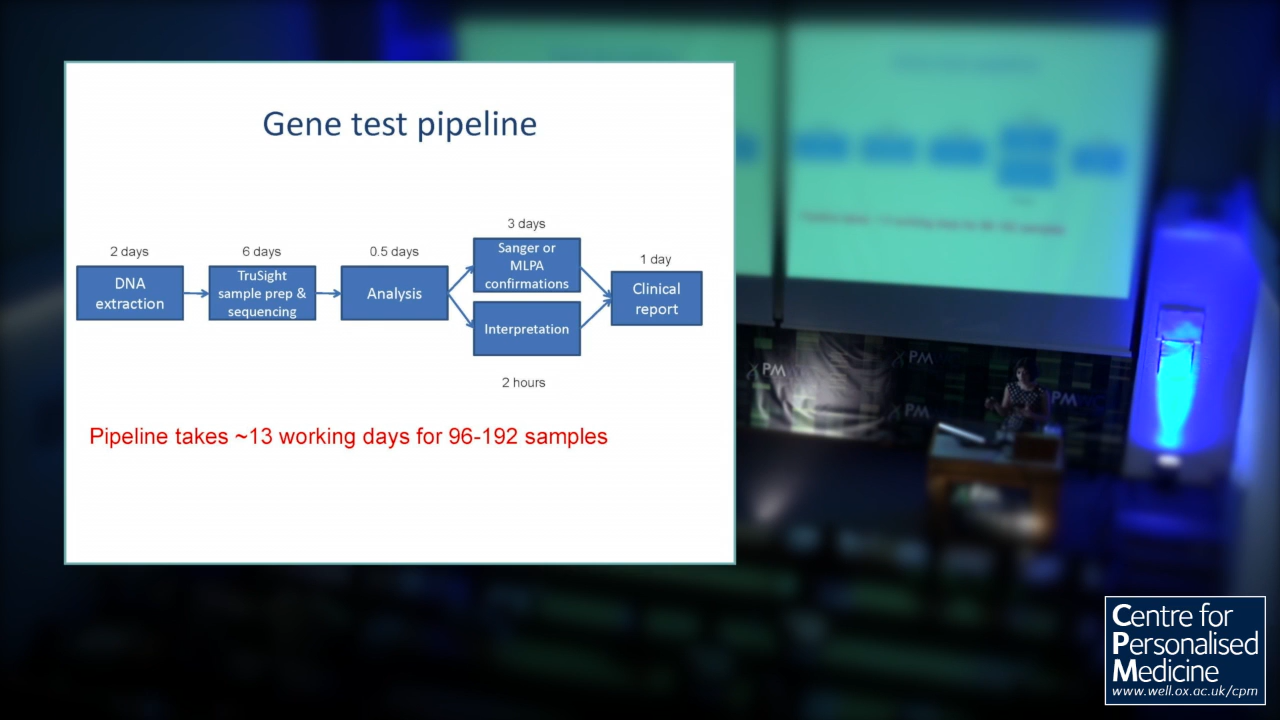 Gene test pipeline
2 days
DNA
extraction
6 days
TruSight
sample prep &
sequencing
0.5 days
Analysis
3 days
Sanger or
MLPA
confirmations
Interpretation
2 hours
1 day
Clinical
report
Pipeline takes ~13 working days for 96-192 samples
PM
PM
PM
PM
Centre for
Personalised
Medicine
www.well.ox.ac.uk/cpm